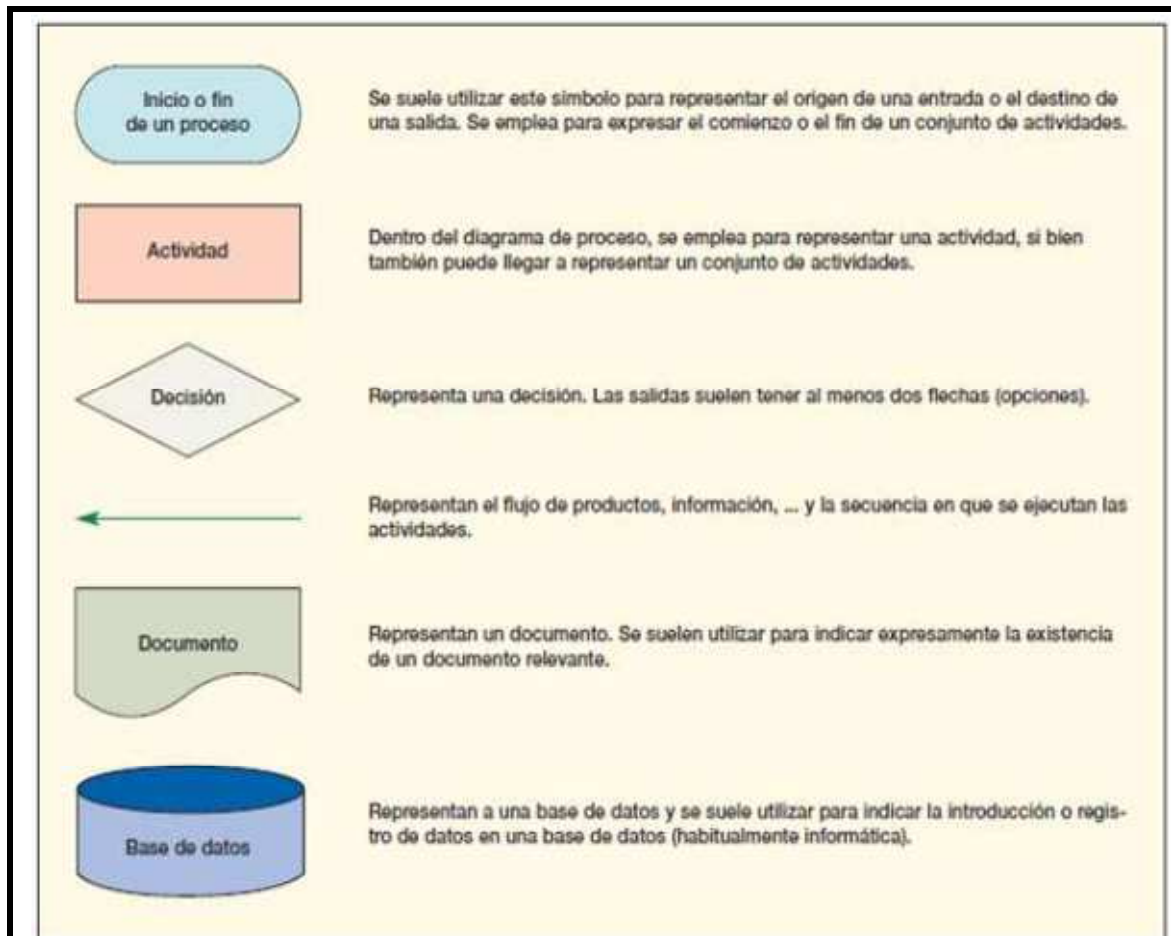 Inicio o fin
de un proceso
Se suele utilizar este símbolo para representar el origen de una entrada o el destino de
una salida. Se emplea para expresar el comienzo o el fin de un conjunto de actividades.
Actividad
Dentro del diagrama de proceso, se emplea para representar una actividad, si bien
también puede llegar a representar un conjunto de actividades.
Decisión
Representa una decisión. Las salidas suelen tener al menos dos flechas (opciones).
Representan el flujo de productos, información, ... y la secuencia en que se ejecutan las
actividades.
Documento
Representan un documento. Se suelen utilizar para indicar expresamente la existencia
de un documento relevante.
Base de datos
Representan a una base de datos y se suele utilizar para indicar la introducción o regis-
tro de datos en una base de datos (habitualmente informática).